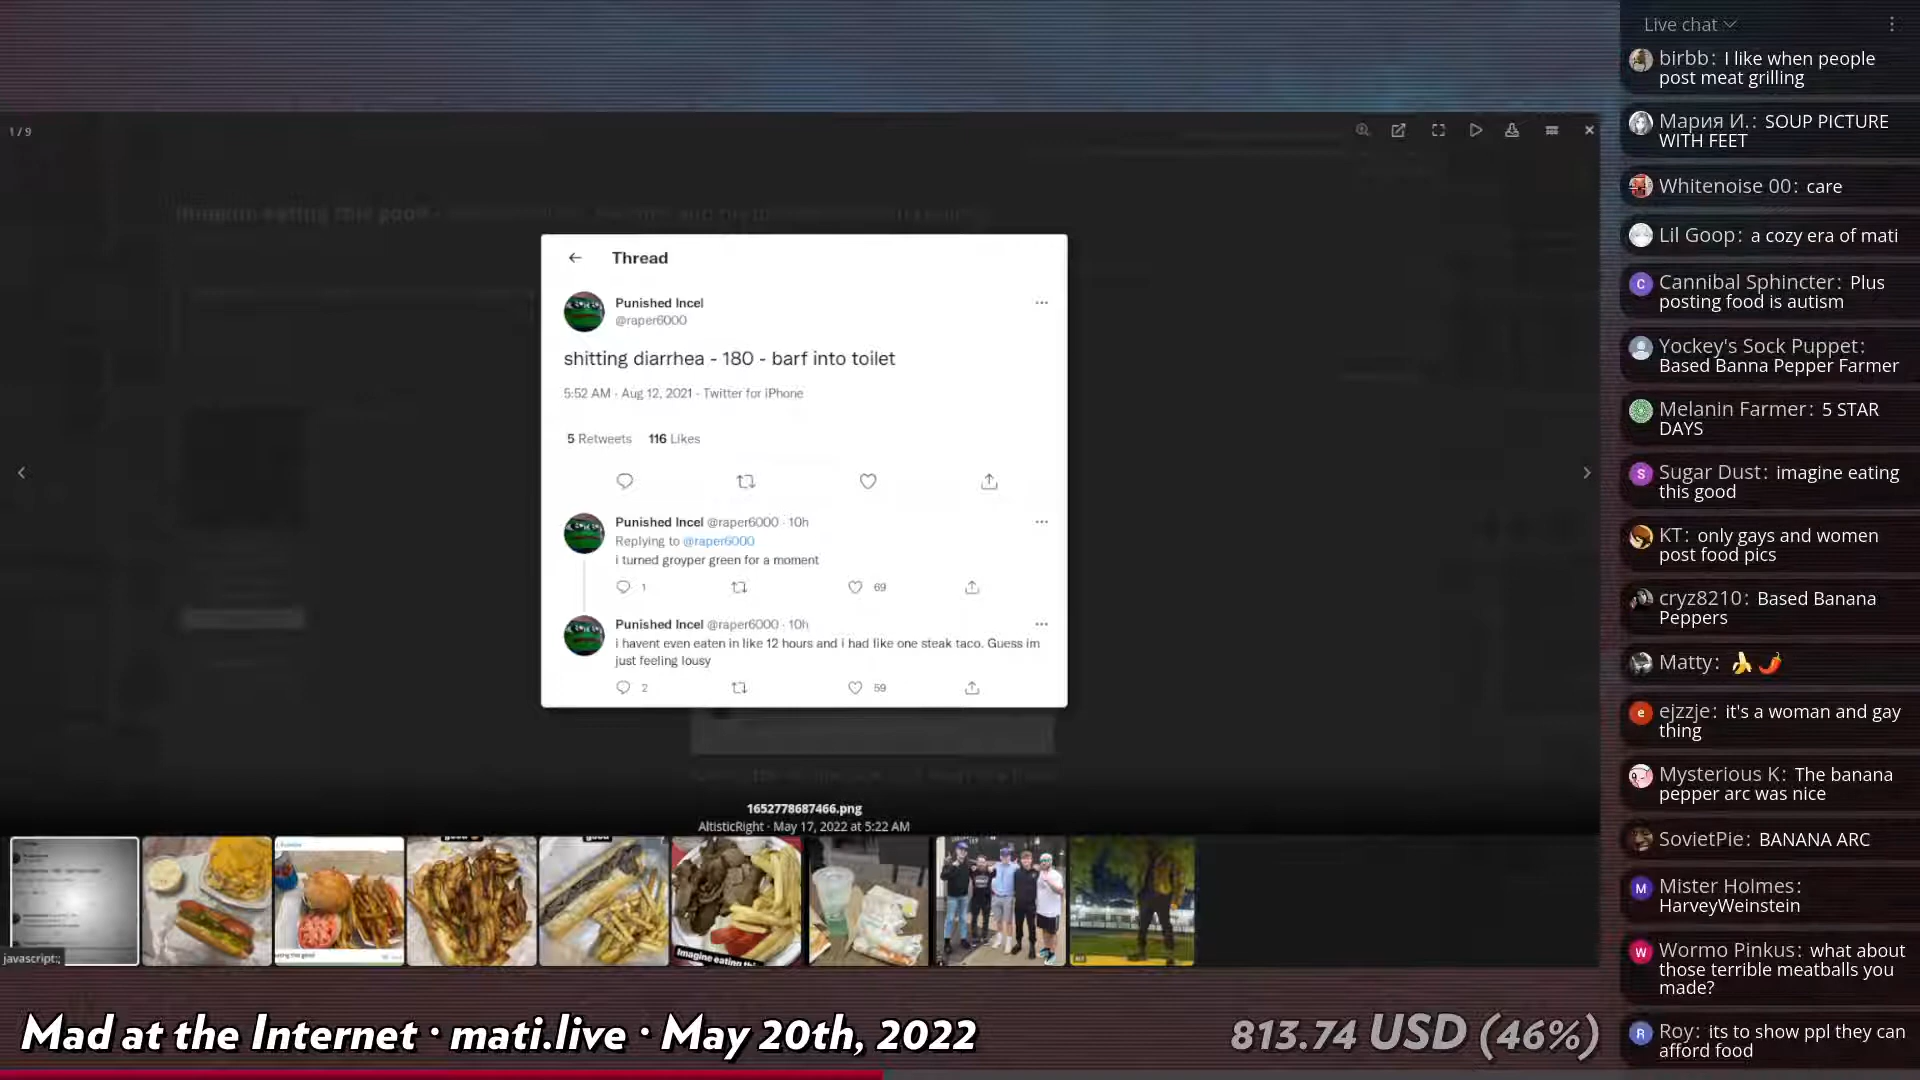 1 / 9
Thread
Punished Incel
@raper6000
shitting diarrhea - 180 - barf into toilet
5:52 AM · Aug 12, 2021 · Twitter for iPhone
5 Retweets 116 Likes
Punished Incel @raper6000 · 10h
Replying to @raper6000
i turned groyper green for a moment
1 69
Punished Incel @raper6000 · 10h
i havent even eaten in like 12 hours and i had like one steak taco. Guess im
just feeling lousy
2 59
1652778687466.png
AltisticRight · May 17, 2022 at 5:22 AM
good
good
Imagine eating
javascript:;
Mad at the Internet · mati.live · May 20th, 2022
813.74 USD (46%)
Live chat
birbb: I like when people
post meat grilling
Мария И.: SOUP PICTURE
WITH FEET
Whitenoise 00: care
Lil Goop: a cozy era of mati
C
Cannibal Sphincter: Plus
posting food is autism
Yockey's Sock Puppet:
Based Banna Pepper Farmer
Melanin Farmer: 5 STAR
DAYS
S
Sugar Dust: imagine eating
this good
KT: only gays and women
post food pics
cryz8210: Based Banana
Peppers
Matty: 🍌🌶️
e
ejzzje: it's a woman and gay
thing
Mysterious K: The banana
pepper arc was nice
SovietPie: BANANA ARC
M
Mister Holmes:
HarveyWeinstein
W
Wormo Pinkus: what about
those terrible meatballs you
made?
R
Roy: its to show ppl they can
afford food